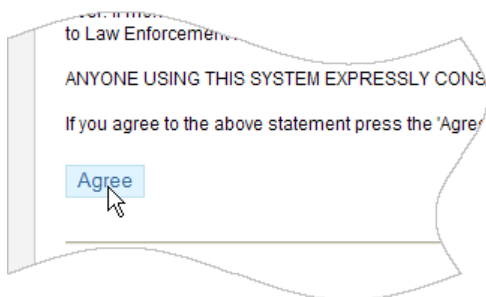 to Law Enforcement
ANYONE USING THIS SYSTEM EXPRESSLY CONS
If you agree to the above statement press the 'Agree
Agree